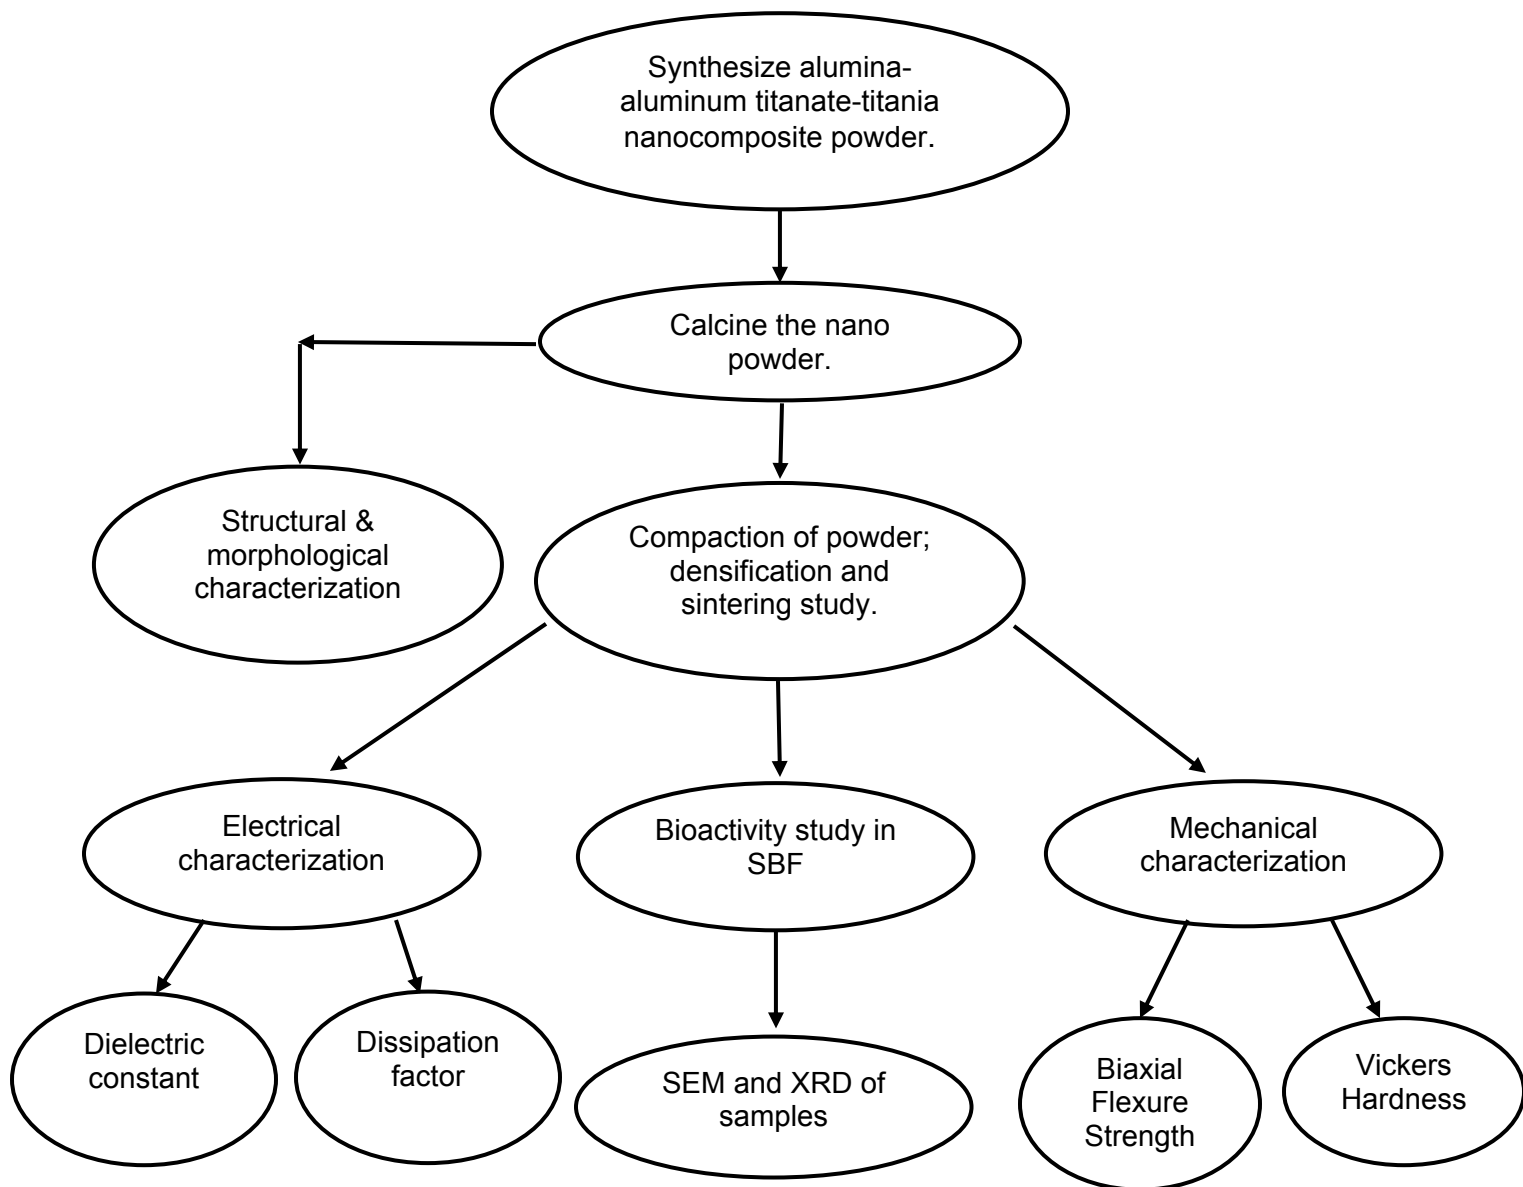 Synthesize alumina-
aluminum titanate-titania
nanocomposite powder.
Calcine the nano
powder.
Structural &
morphological
characterization
Compaction of powder;
densification and
sintering study.
Electrical
characterization
Bioactivity study in
SBF
Mechanical
characterization
Dielectric
constant
Dissipation
factor
SEM and XRD of
samples
Biaxial
Flexure
Strength
Vickers
Hardness